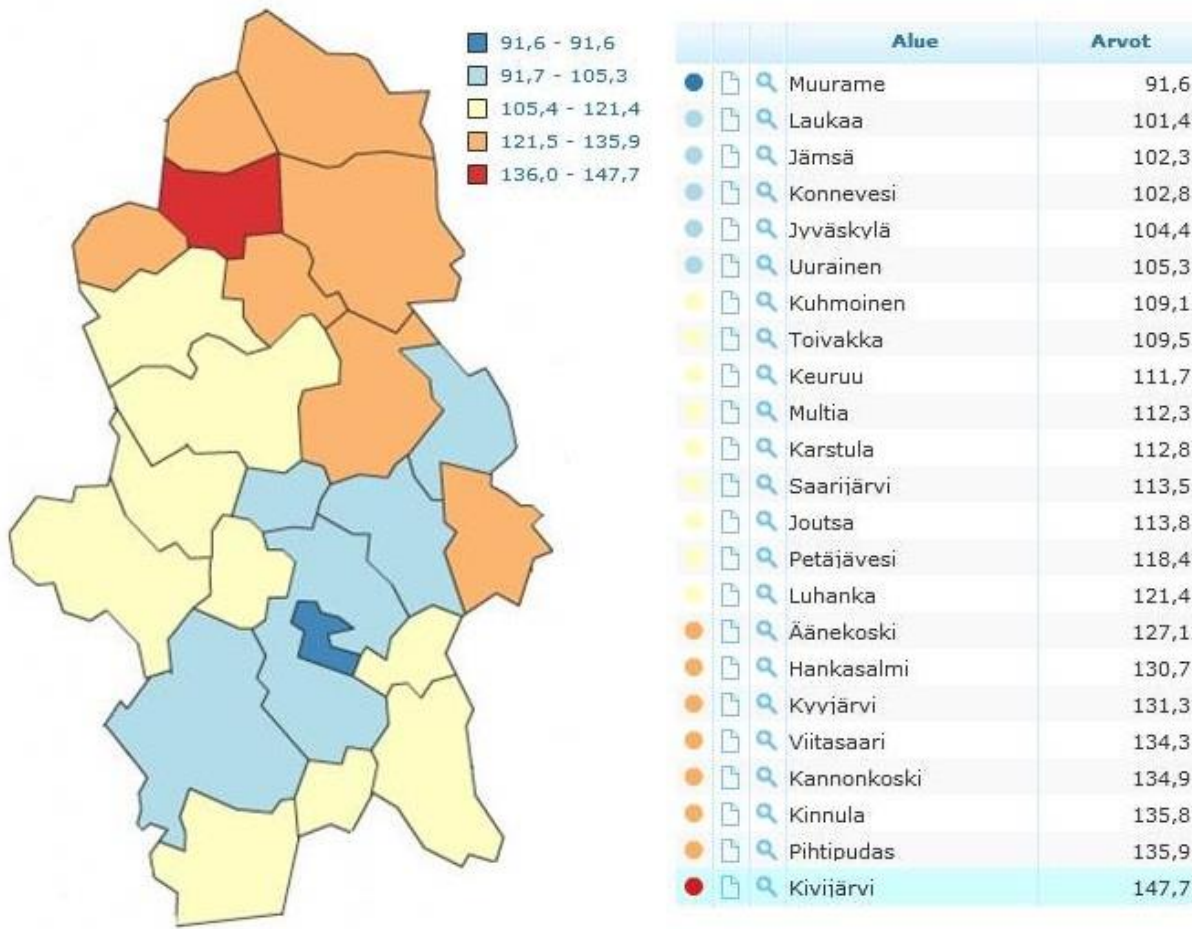 91,6 - 91,6
91,7 - 105,3
105,4 - 121,4
121,5 - 135,9
136,0 - 147,7
Alue Arvot
Muurame 91,6
Laukaa 101,4
Jämsä 102,3
Konnevesi 102,8
Jyväskylä 104,4
Uurainen 105,3
Kuhmoinen 109,1
Toivakka 109,5
Keuruu 111,7
Multia 112,3
Karstula 112,8
Saarijärvi 113,5
Joutsa 113,8
Petäjävesi 118,4
Luhanka 121,4
Äänekoski 127,1
Hankasalmi 130,7
Kyyjärvi 131,3
Viitasaari 134,3
Kannonkoski 134,9
Kinnula 135,8
Pihtipudas 135,9
Kivijärvi 147,7